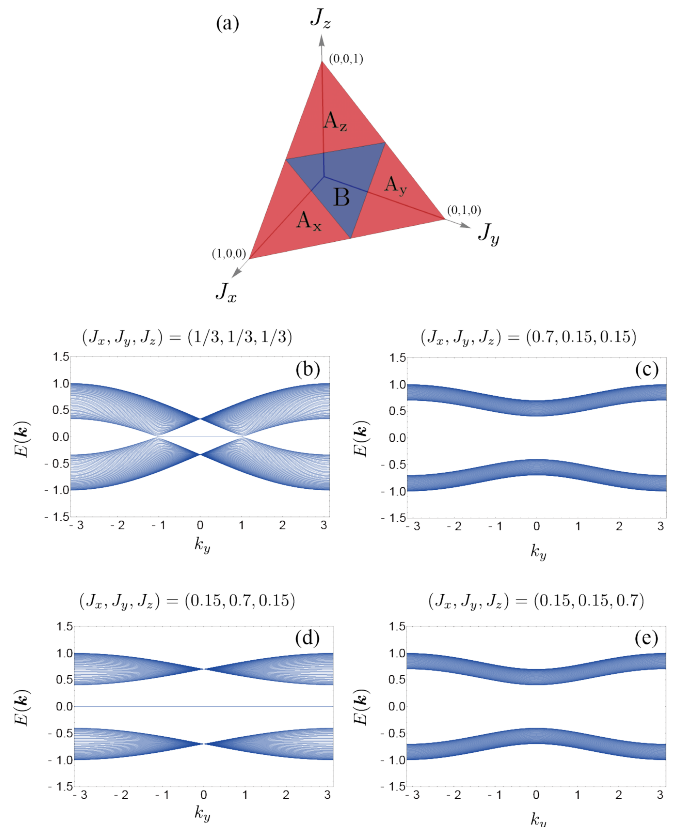 (a)
J_z
(0,0,1)
A_z
B
A_y
A_x
(0,1,0)
(1,0,0)
J_y
J_x
(J_x, J_y, J_z) = (1/3, 1/3, 1/3)
(b)
1.5
1.0
0.5
0.0
- 0.5
- 1.0
- 1.5
E(k)
- 3 - 2 - 1 0 1 2 3
k_y
(J_x, J_y, J_z) = (0.7, 0.15, 0.15)
(c)
1.5
1.0
0.5
0.0
- 0.5
- 1.0
- 1.5
E(k)
- 3 - 2 - 1 0 1 2 3
k_y
(J_x, J_y, J_z) = (0.15, 0.7, 0.15)
(d)
1.5
1.0
0.5
0.0
- 0.5
- 1.0
- 1.5
E(k)
- 3 - 2 - 1 0 1 2 3
k_y
(J_x, J_y, J_z) = (0.15, 0.15, 0.7)
(e)
1.5
1.0
0.5
0.0
- 0.5
- 1.0
- 1.5
E(k)
- 3 - 2 - 1 0 1 2 3
k_y